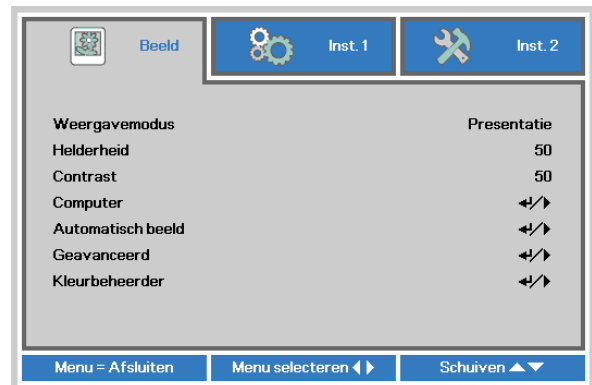 Beeld Inst. 1 Inst. 2
Weergavemodus Presentatie
Helderheid 50
Contrast 50
Computer ↵/▶
Automatisch beeld ↵/▶
Geavanceerd ↵/▶
Kleurbeheerder ↵/▶
Menu = Afsluiten Menu selecteren ◀▶ Schuiven ▲▼